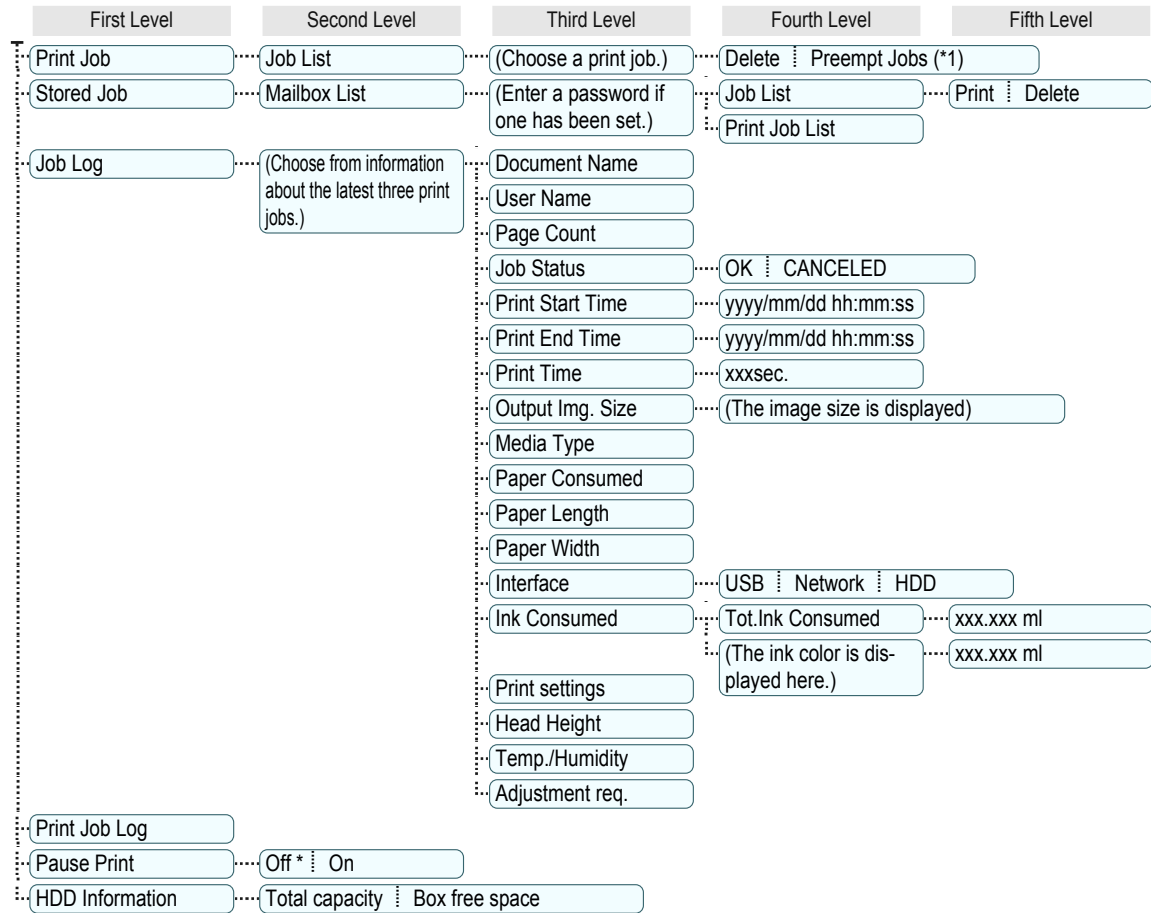 First Level Second Level Third Level Fourth Level Fifth Level
Print Job Job List (Choose a print job.) Delete Preempt Jobs (*1)
Stored Job Mailbox List (Enter a password if one has been set.) Job List Print Delete
Print Job List
Job Log (Choose from information about the latest three print jobs.) Document Name
User Name
Page Count
Job Status OK CANCELED
Print Start Time yyyy/mm/dd hh:mm:ss
Print End Time yyyy/mm/dd hh:mm:ss
Print Time xxxsec.
Output Img. Size (The image size is displayed)
Media Type
Paper Consumed
Paper Length
Paper Width
Interface USB Network HDD
Ink Consumed Tot.Ink Consumed xxx.xxx ml
(The ink color is dis-
played here.) xxx.xxx ml
Print settings
Head Height
Temp./Humidity
Adjustment req.
Print Job Log
Pause Print Off * On
HDD Information Total capacity Box free space